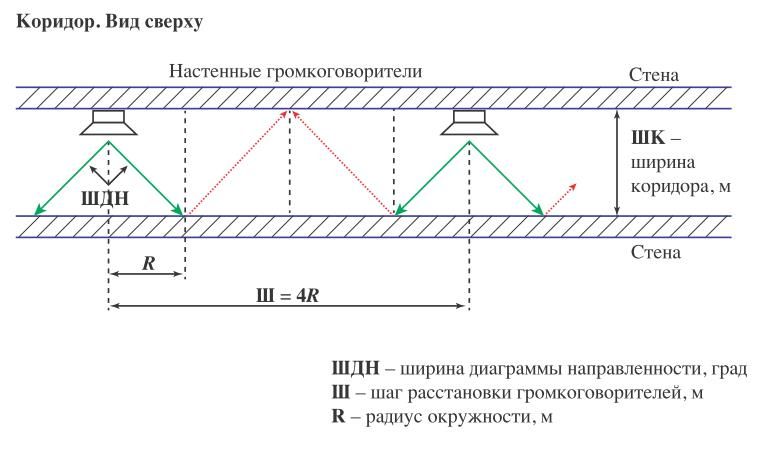 Коридор. Вид сверху
Настенные громкоговорители
Стена
ШК –
ширина
коридора, м
ШДН
Стена
R
Ш = 4R
ШДН – ширина диаграммы направленности, град
Ш – шаг расстановки громкоговорителей, м
R – радиус окружности, м